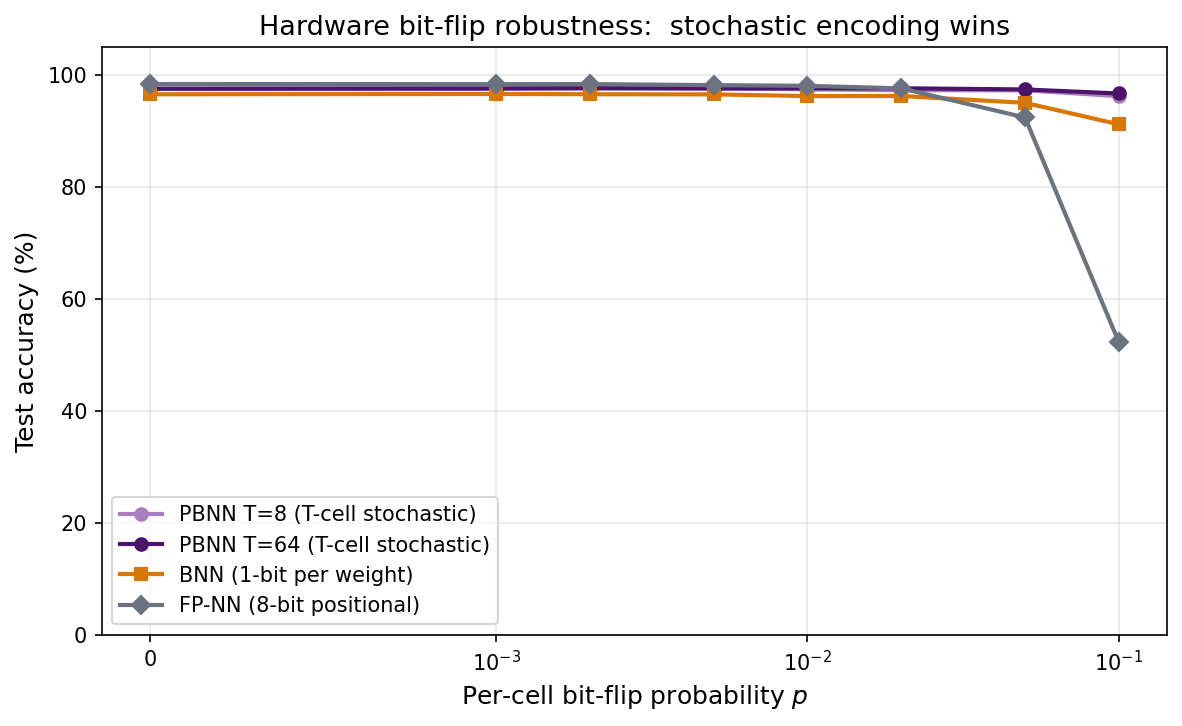 Hardware bit-flip robustness:  stochastic encoding wins
Test accuracy (%)
100
80
60
40
20
0
PBNN T=8 (T-cell stochastic)
PBNN T=64 (T-cell stochastic)
BNN (1-bit per weight)
FP-NN (8-bit positional)
0 10⁻³ 10⁻² 10⁻¹
Per-cell bit-flip probability p